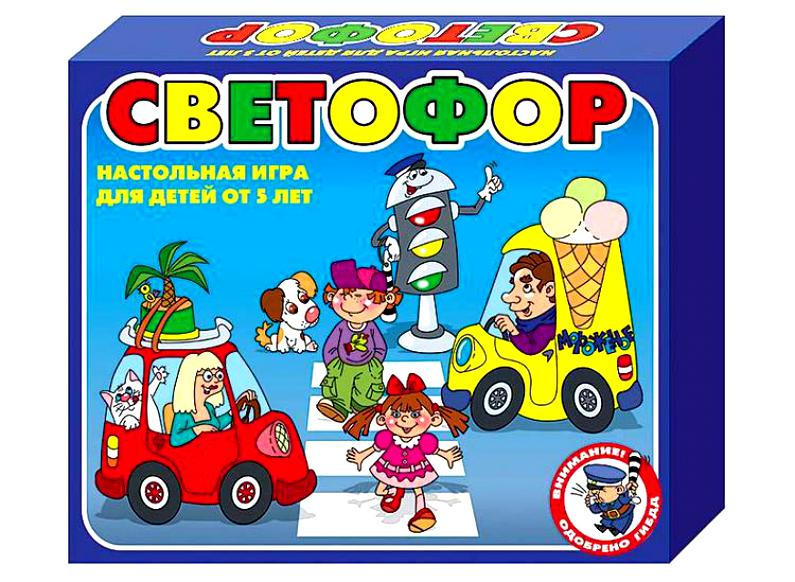 СВЕТОФОР
НАСТОЛЬНАЯ ИГРА ДЛЯ ДЕТЕЙ ОТ 5 ЛЕТ
СВЕТОФОР
НАСТОЛЬНАЯ ИГРА
ДЛЯ ДЕТЕЙ ОТ 5 ЛЕТ
МОРОЖЕНОЕ
ВНИМАНИЕ!
ОДОБРЕНО ГИБДД